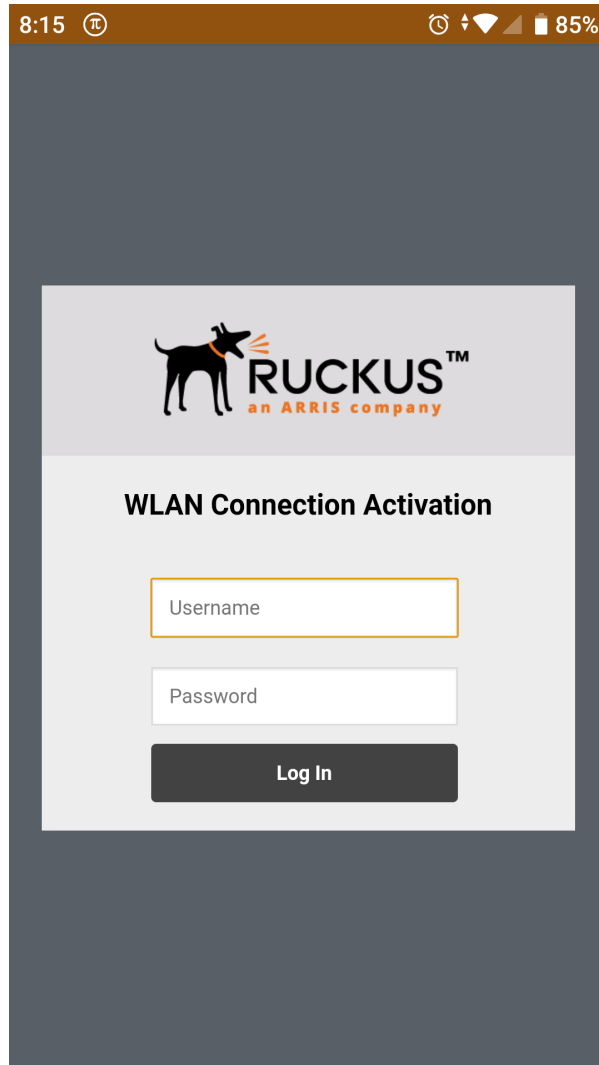 8:15 π 85%
RUCKUS™
an ARRIS company
WLAN Connection Activation
Username
Password
Log In